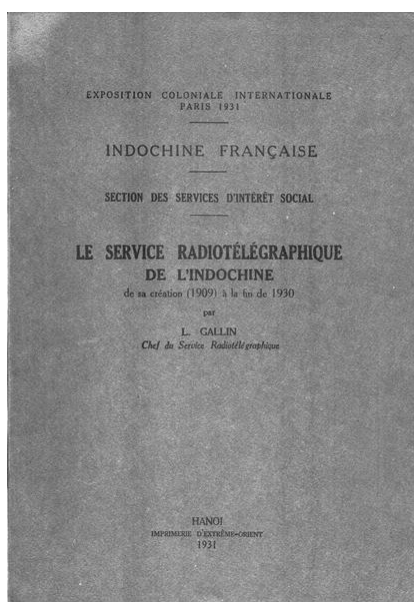 EXPOSITION COLONIALE INTERNATIONALE
PARIS 1931
INDOCHINE FRANÇAISE
SECTION DES SERVICES D'INTÉRÊT SOCIAL
LE SERVICE RADIOTÉLÉGRAPHIQUE
DE L'INDOCHINE
de sa création (1909) à la fin de 1930
par
L. GALLIN
Chef du Service Radiotélégraphique
HANOI
IMPRIMERIE D'EXTRÊME-ORIENT
1931